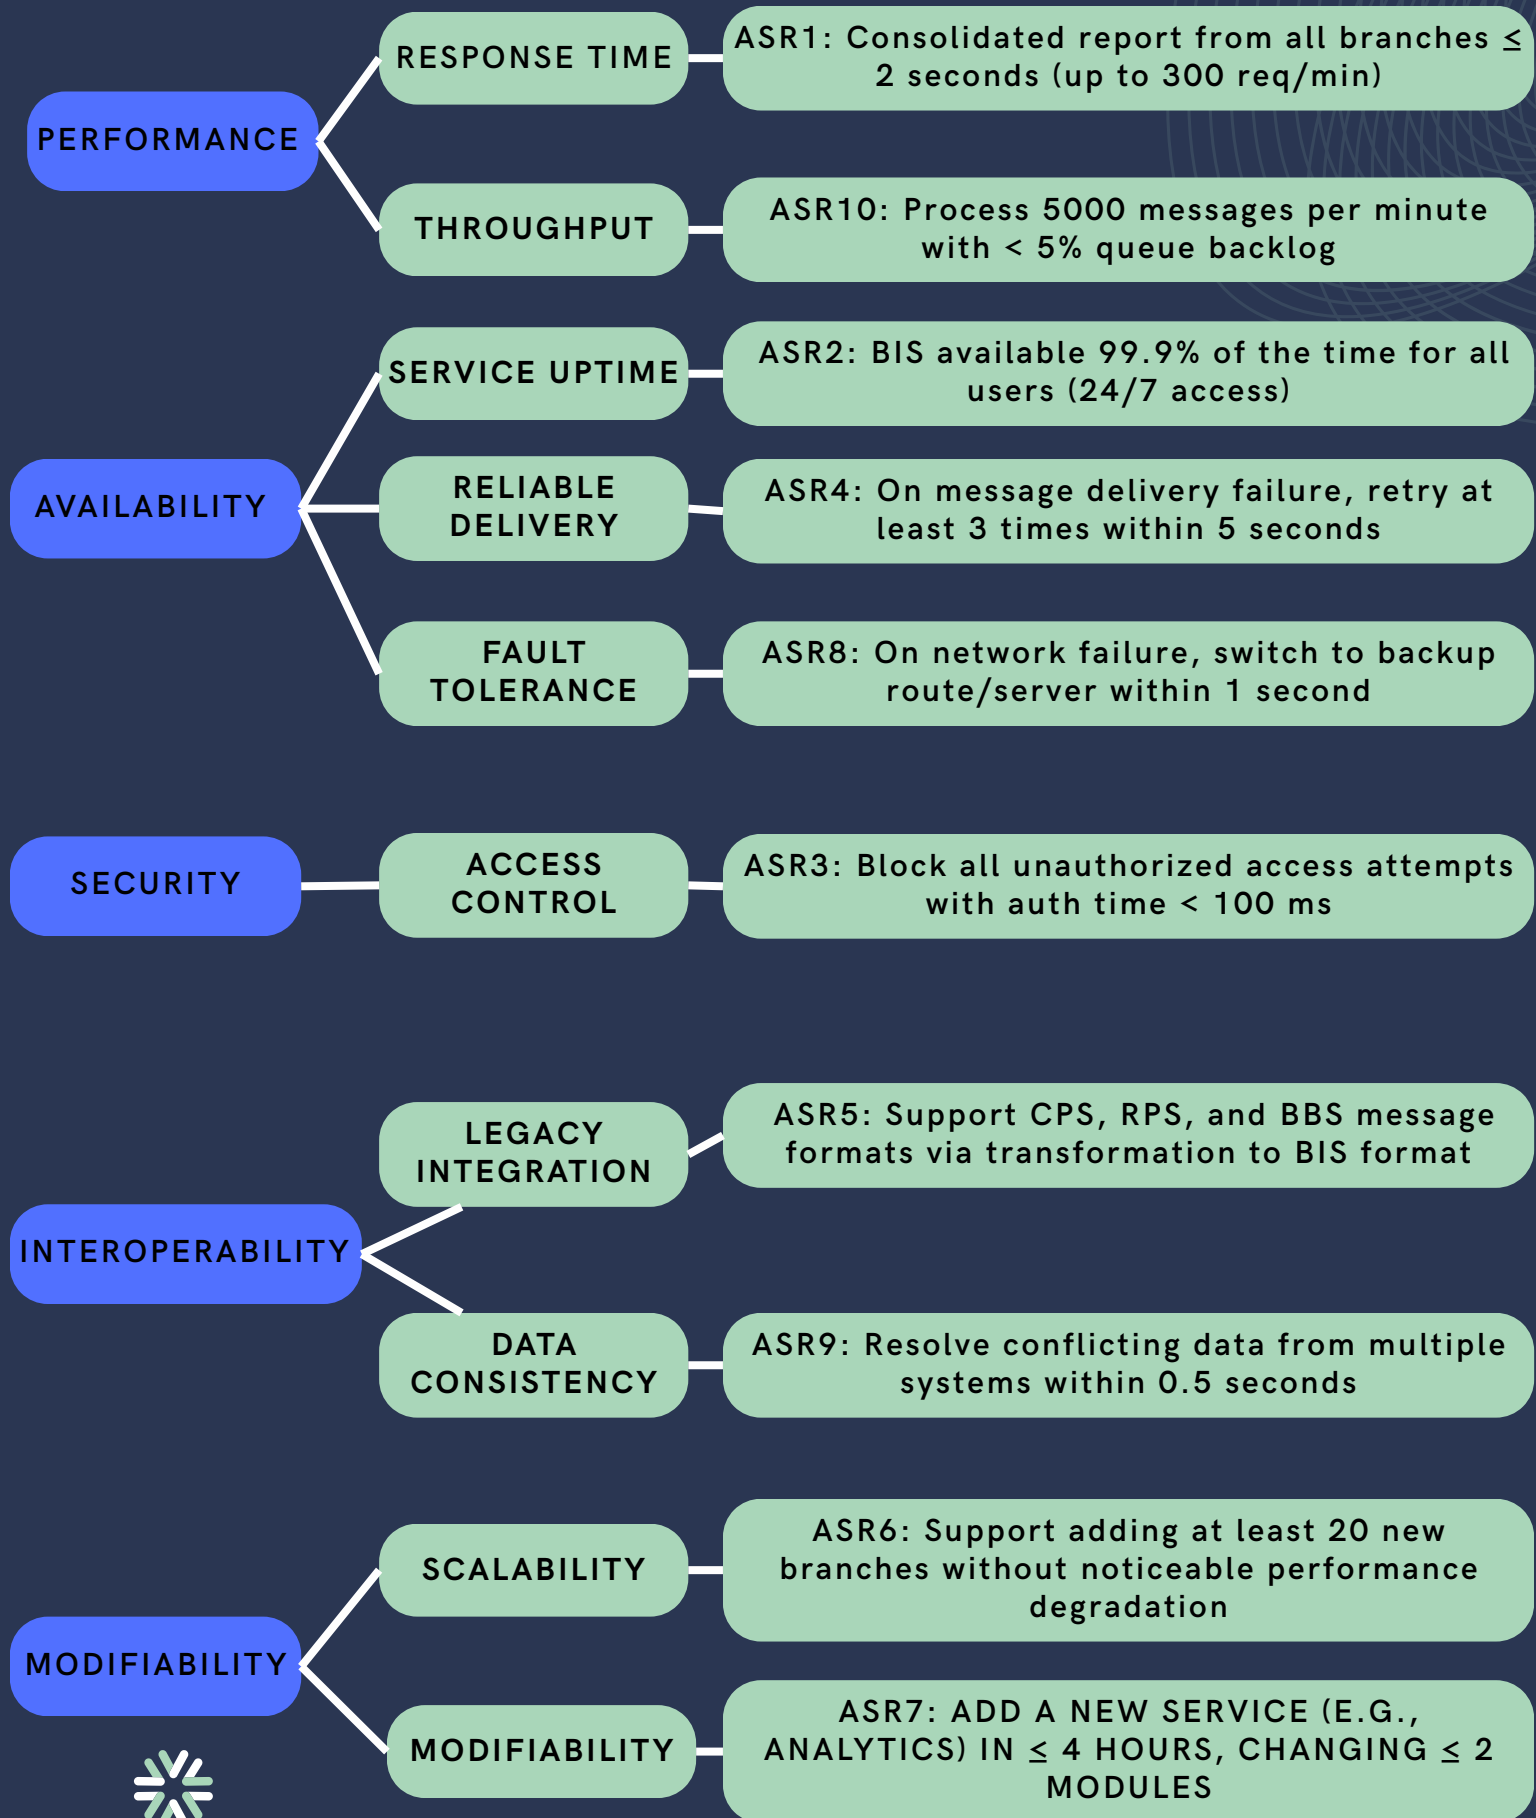 PERFORMANCE
RESPONSE TIME
ASR1: Consolidated report from all branches ≤
2 seconds (up to 300 req/min)
THROUGHPUT
ASR10: Process 5000 messages per minute
with < 5% queue backlog
AVAILABILITY
SERVICE UPTIME
ASR2: BIS available 99.9% of the time for all
users (24/7 access)
RELIABLE
DELIVERY
ASR4: On message delivery failure, retry at
least 3 times within 5 seconds
FAULT
TOLERANCE
ASR8: On network failure, switch to backup
route/server within 1 second
SECURITY
ACCESS
CONTROL
ASR3: Block all unauthorized access attempts
with auth time < 100 ms
INTEROPERABILITY
LEGACY
INTEGRATION
ASR5: Support CPS, RPS, and BBS message
formats via transformation to BIS format
DATA
CONSISTENCY
ASR9: Resolve conflicting data from multiple
systems within 0.5 seconds
MODIFIABILITY
SCALABILITY
ASR6: Support adding at least 20 new
branches without noticeable performance
degradation
MODIFIABILITY
ASR7: ADD A NEW SERVICE (E.G.,
ANALYTICS) IN ≤ 4 HOURS, CHANGING ≤ 2
MODULES